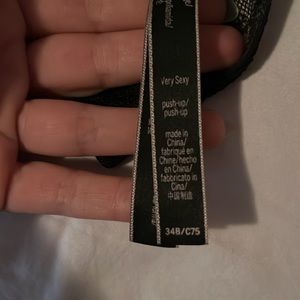 Very Sexy
push-up/
push-up
made in
China/
fabriqué en
Chine/hecho
en China/
fabbricato in
Cina/
中国制造
34B/C75